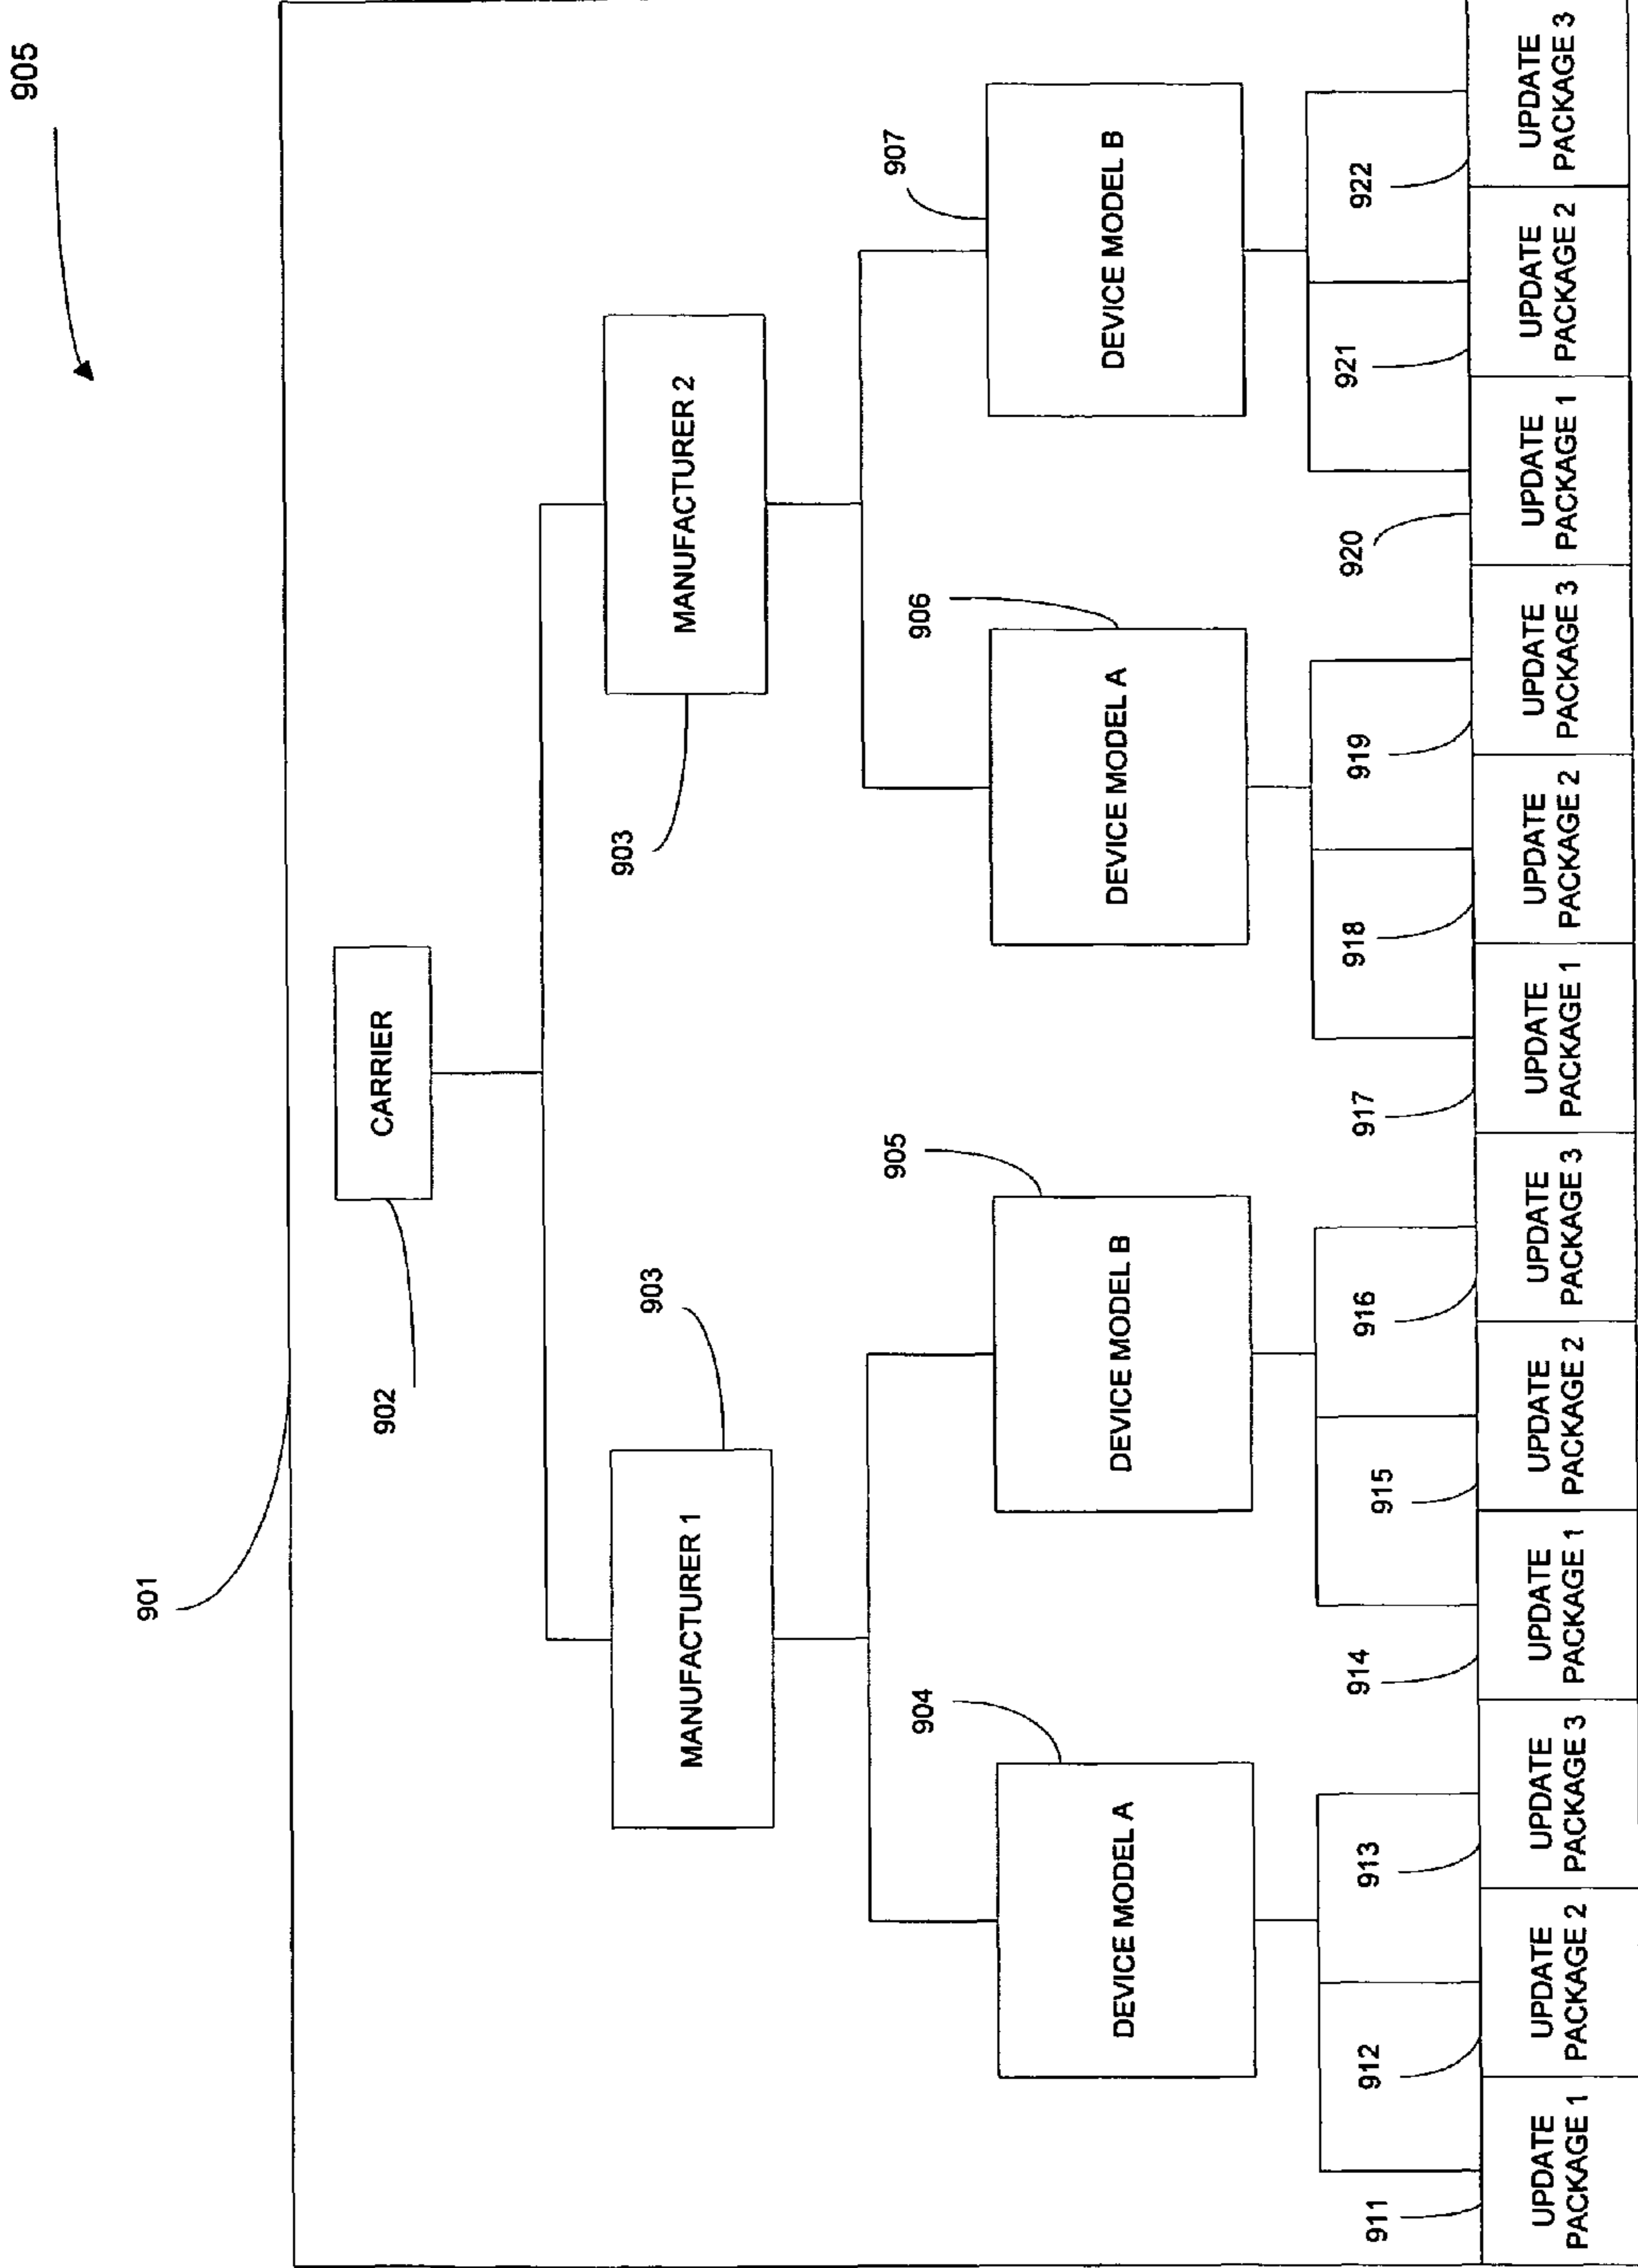 905
901
CARRIER
902
903
MANUFACTURER 1
903
MANUFACTURER 2
904
DEVICE MODEL A
905
DEVICE MODEL B
906
DEVICE MODEL A
907
DEVICE MODEL B
911
912
913
914
915
916
917
918
919
920
921
922
UPDATE
PACKAGE 1
UPDATE
PACKAGE 2
UPDATE
PACKAGE 3
UPDATE
PACKAGE 1
UPDATE
PACKAGE 2
UPDATE
PACKAGE 3
UPDATE
PACKAGE 1
UPDATE
PACKAGE 2
UPDATE
PACKAGE 3
UPDATE
PACKAGE 1
UPDATE
PACKAGE 2
UPDATE
PACKAGE 3